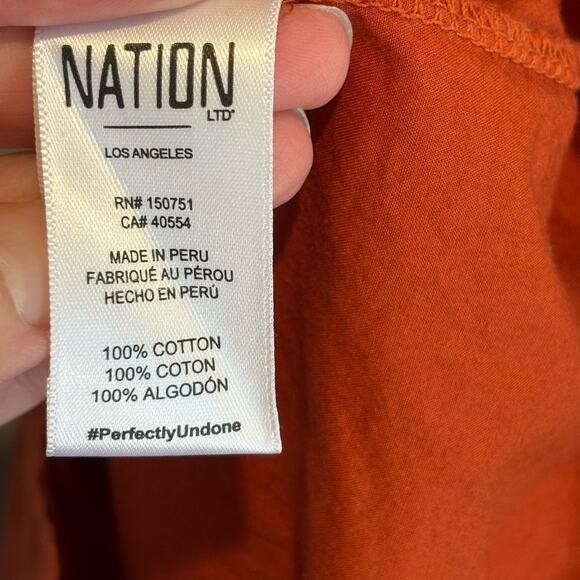 NATION
LTD
LOS ANGELES
RN# 150751
CA# 40554
MADE IN PERU
FABRIQUÉ AU PÉROU
HECHO EN PERÚ
100% COTTON
100% COTON
100% ALGODÓN
#PerfectlyUndone